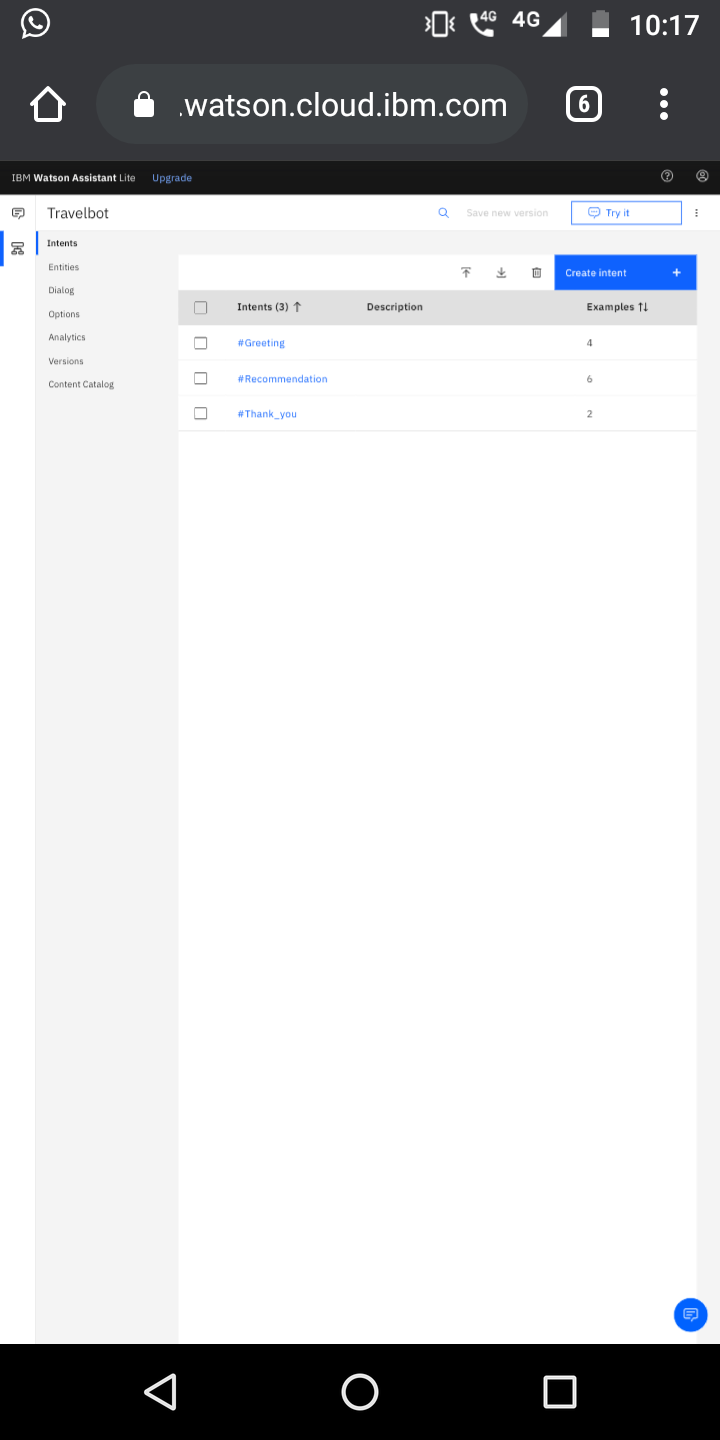 4G 4G 10:17
.watson.cloud.ibm.com 6
IBM Watson Assistant Lite Upgrade
Travelbot Save new version Try it
Intents
Entities
Dialog
Options
Analytics
Versions
Content Catalog
Create intent +
Intents (3) Description Examples
#Greeting 4
#Recommendation 6
#Thank_you 2